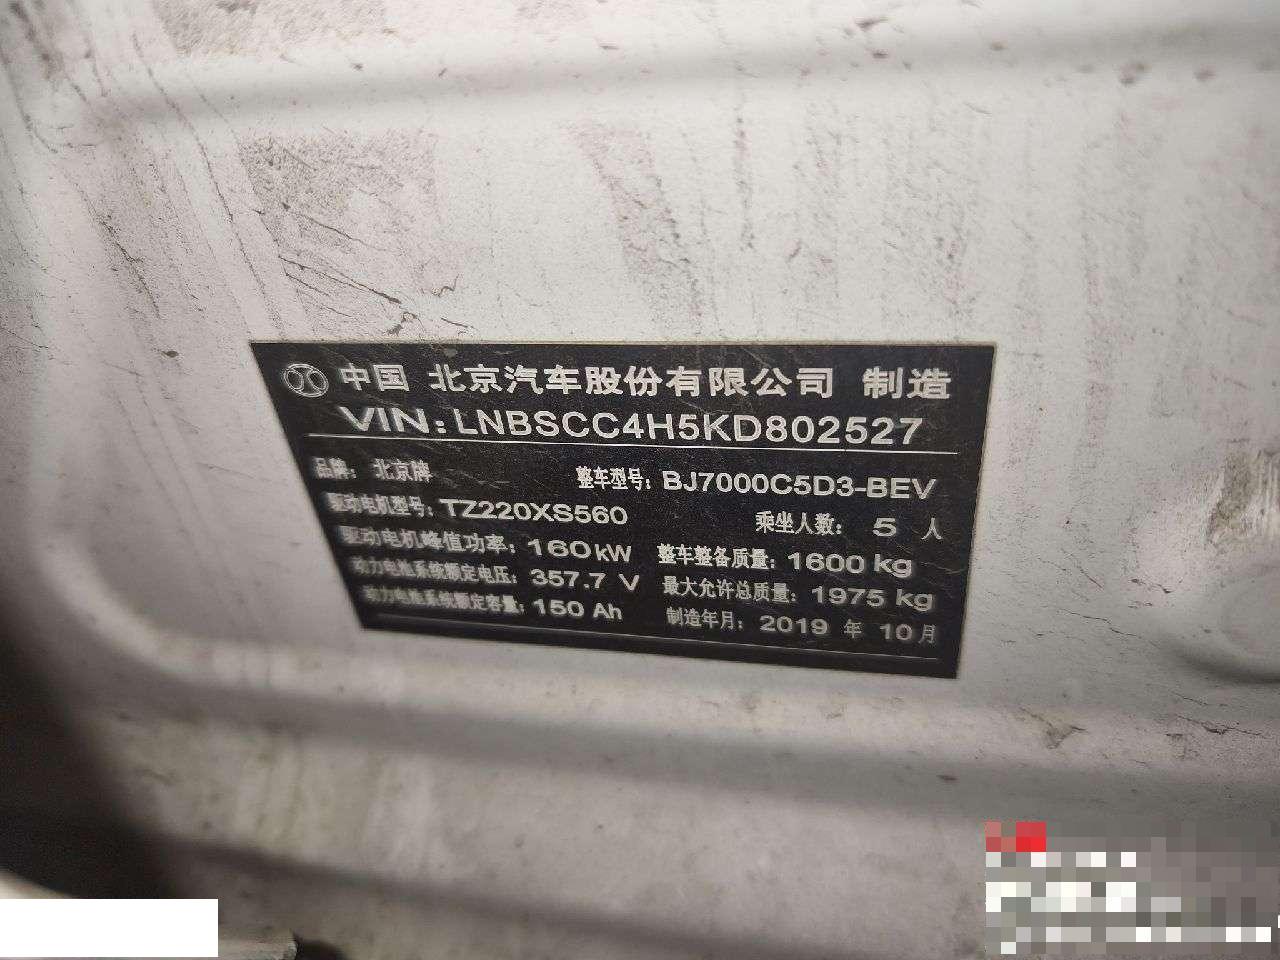 中国 北京汽车股份有限公司 制造
VIN: LNBSCC4H5KD802527
品牌: 北京牌 整车型号: BJ7000C5D3-BEV
驱动电机型号: TZ220XS560 乘坐人数: 5 人
驱动电机峰值功率: 160kW 整车整备质量: 1600 kg
动力电池系统额定电压: 357.7 V 最大允许总质量: 1975 kg
动力电池系统额定容量: 150 Ah 制造年月: 2019 年 10 月